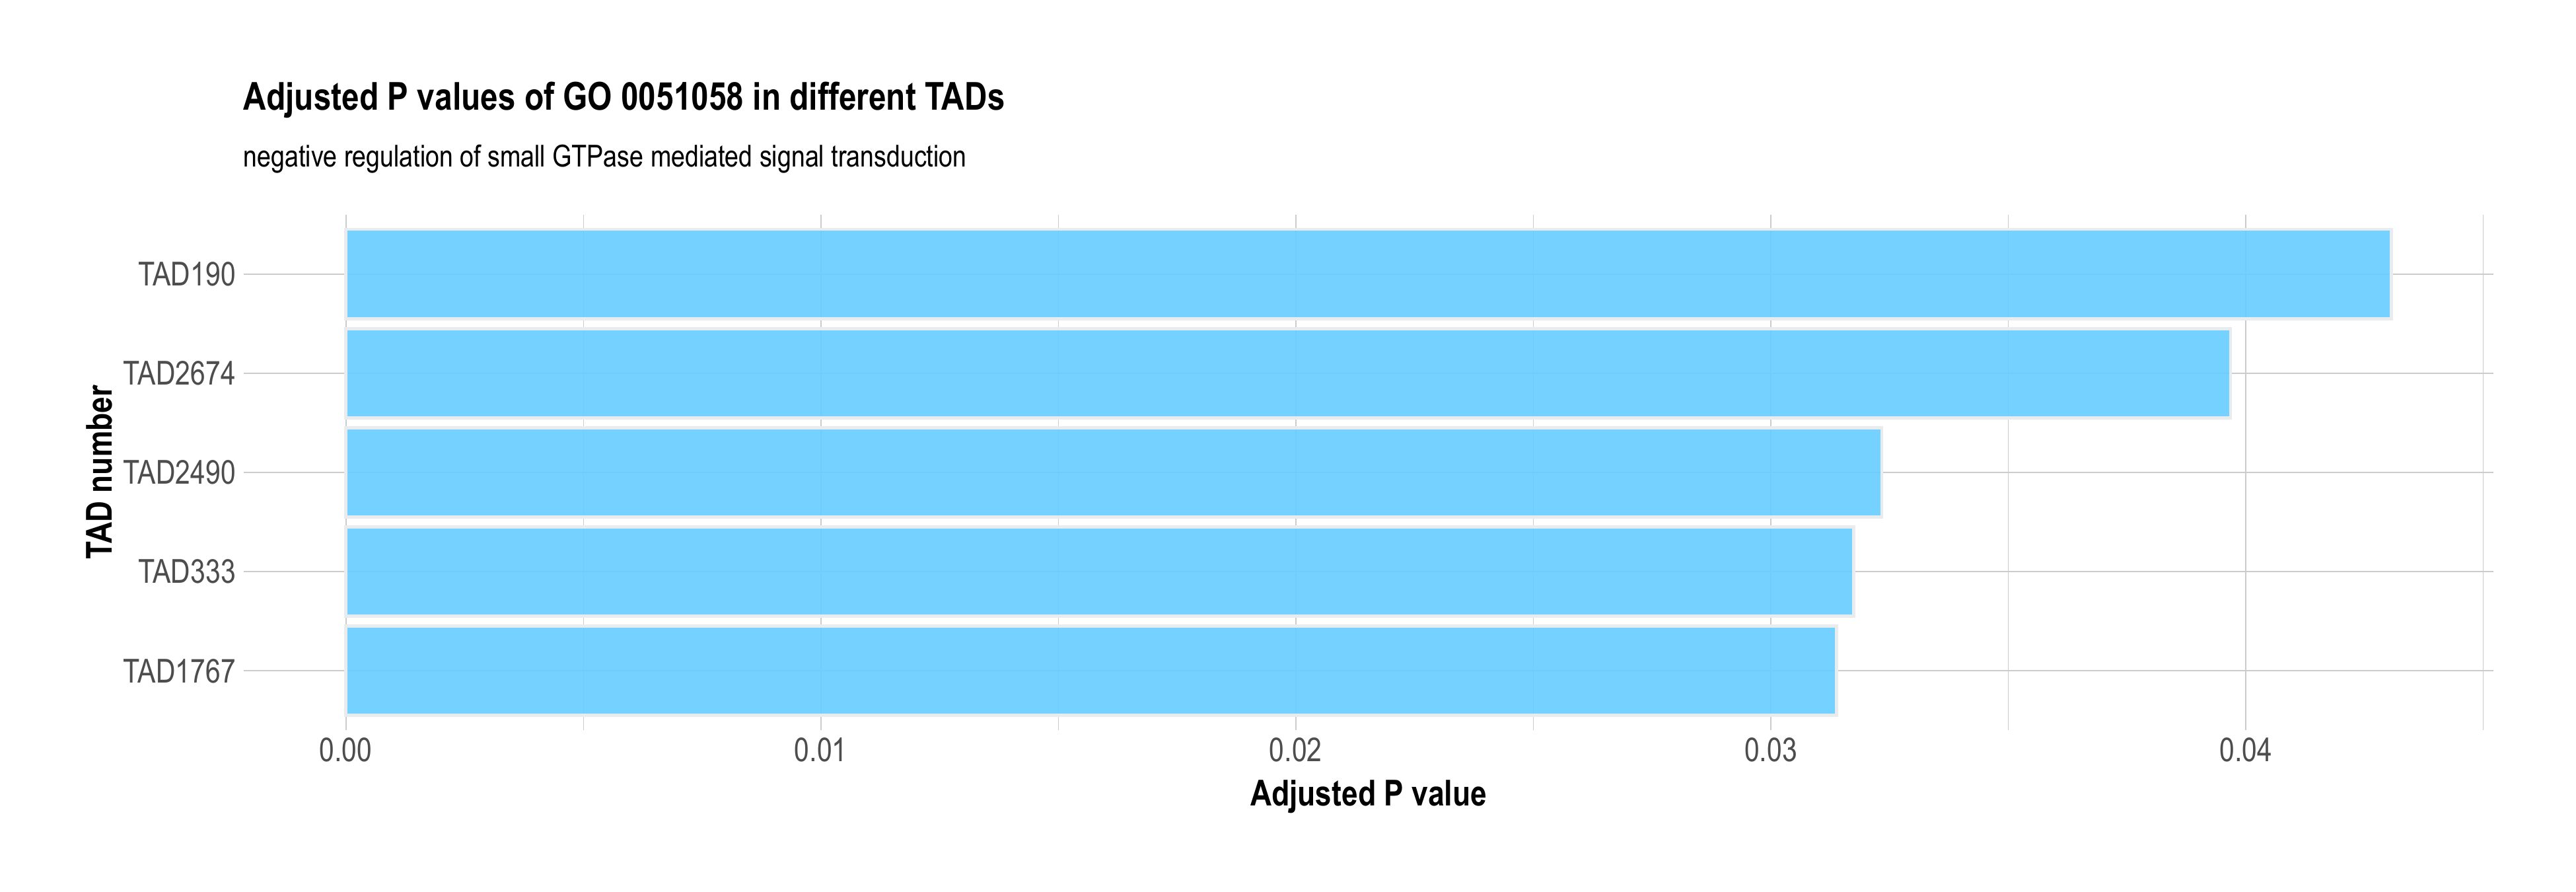 Adjusted P values of GO 0051058 in different TADs
negative regulation of small GTPase mediated signal transduction
TAD number
TAD190
TAD2674
TAD2490
TAD333
TAD1767
0.00 0.01 0.02 0.03 0.04
Adjusted P value